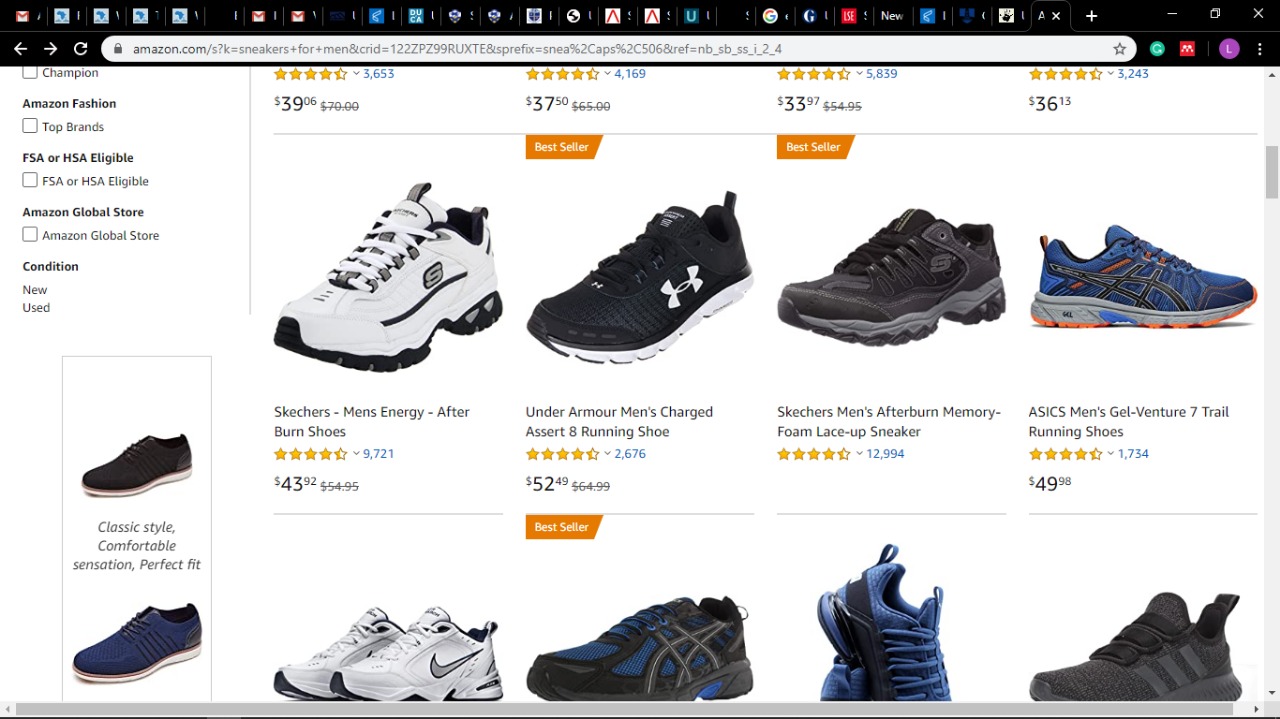 New
amazon.com/s?k=sneakers+for+men&crid=122ZPZ99RUXTE&sprefix=snea%2Caps%2C506&ref=nb_sb_ss_i_2_4
L
Champion
Amazon Fashion
Top Brands
FSA or HSA Eligible
FSA or HSA Eligible
Amazon Global Store
Amazon Global Store
Condition
New
Used
Classic style,
Comfortable
sensation, Perfect fit
3,653
4,169
5,839
3,243
$39.06 $70.00
$37.50 $65.00
$33.97 $54.95
$36.13
Best Seller
Best Seller
GEL
Skechers - Mens Energy - After
Burn Shoes
9,721
$43.92 $54.95
Under Armour Men's Charged
Assert 8 Running Shoe
2,676
$52.49 $64.99
Skechers Men's Afterburn Memory-
Foam Lace-up Sneaker
12,994
ASICS Men's Gel-Venture 7 Trail
Running Shoes
1,734
$49.98
Best Seller